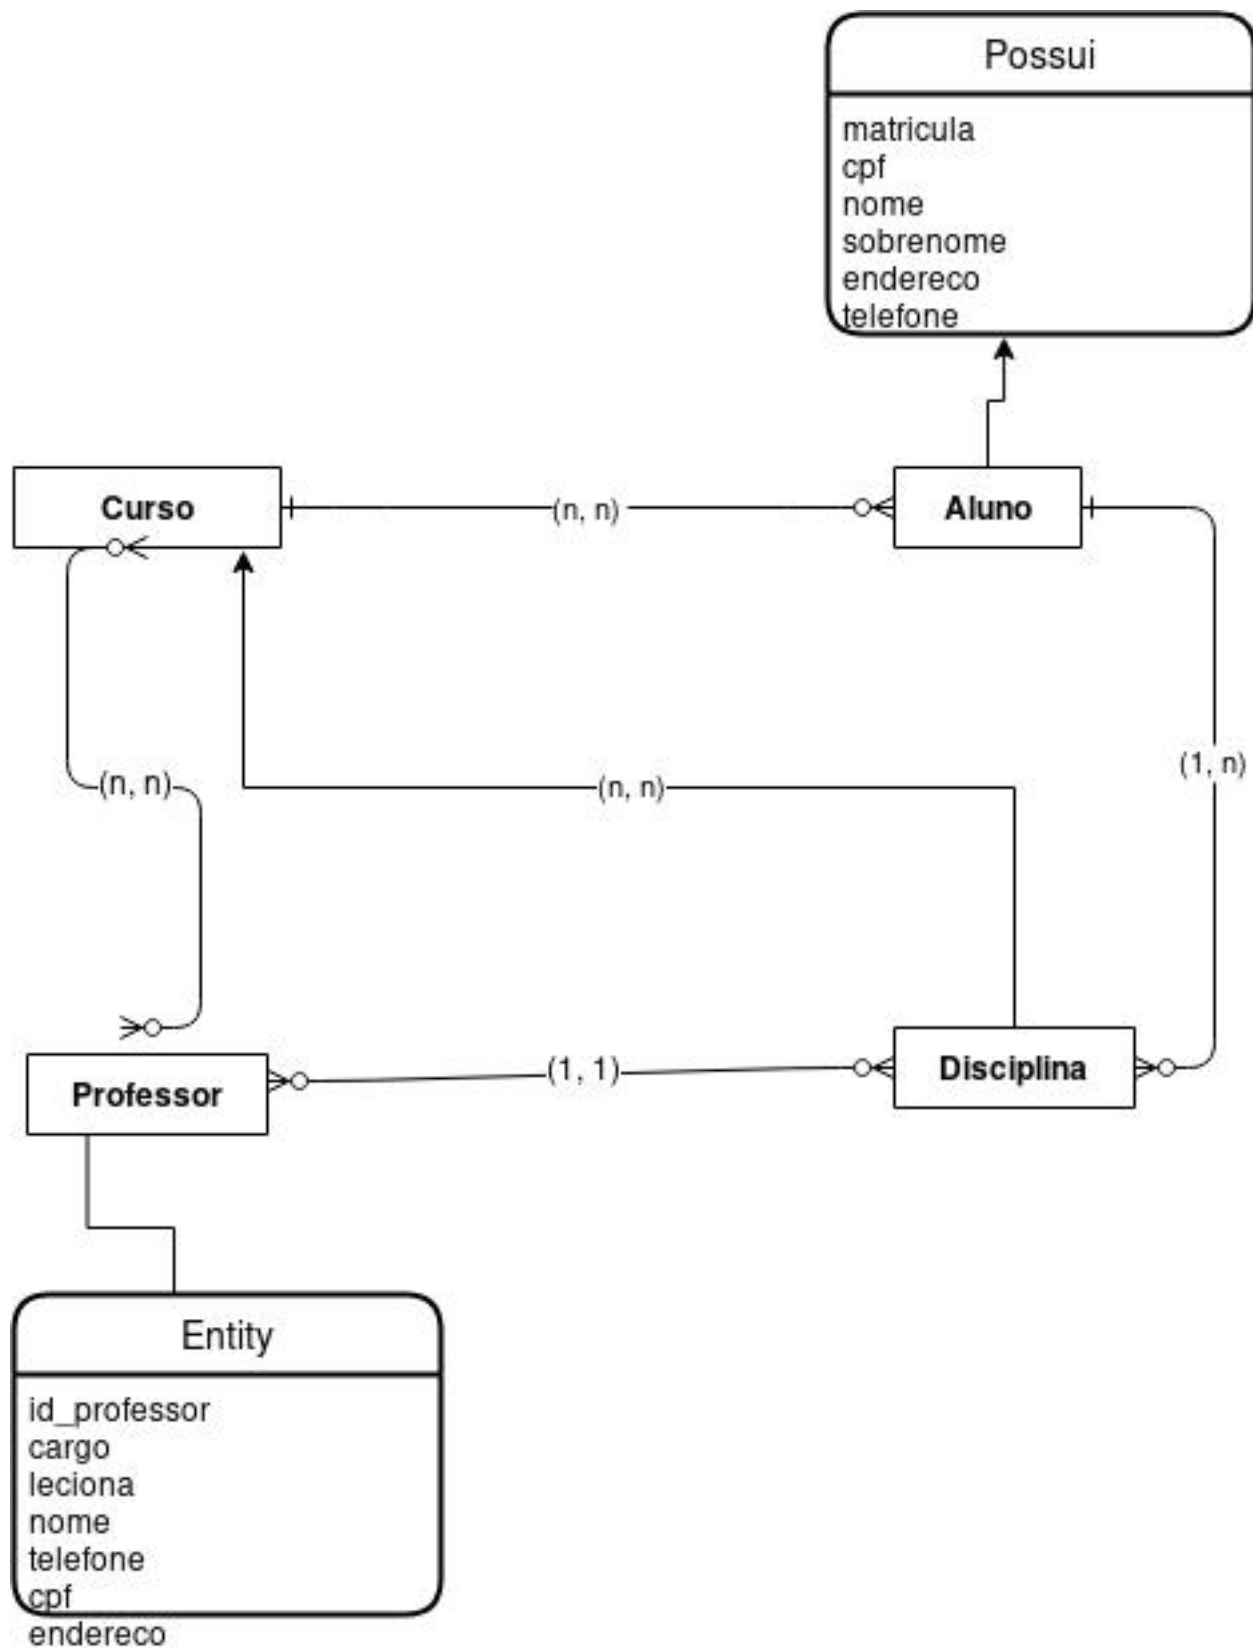 Possui
matricula
cpf
nome
sobrenome
endereco
telefone
Curso
(n, n)
Aluno
(1, n)
(n, n)
(n, n)
Professor
(1, 1)
Disciplina
Entity
id_professor
cargo
leciona
nome
telefone
cpf
endereco